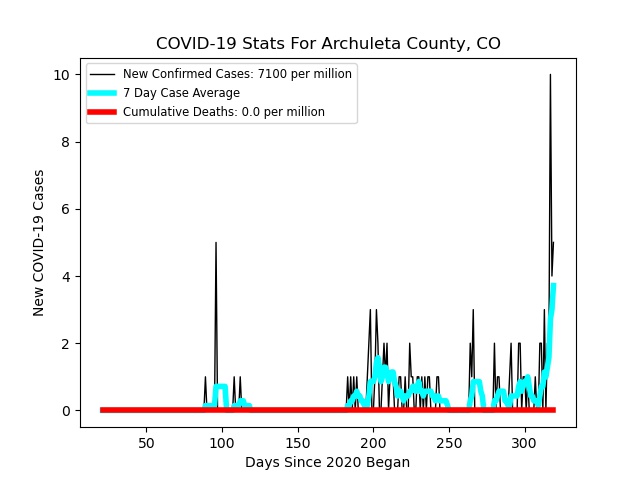 COVID-19 Stats For Archuleta County, CO
New Confirmed Cases: 7100 per million
7 Day Case Average
Cumulative Deaths: 0.0 per million
10
8
6
4
2
0
New COVID-19 Cases
50 100 150 200 250 300
Days Since 2020 Began